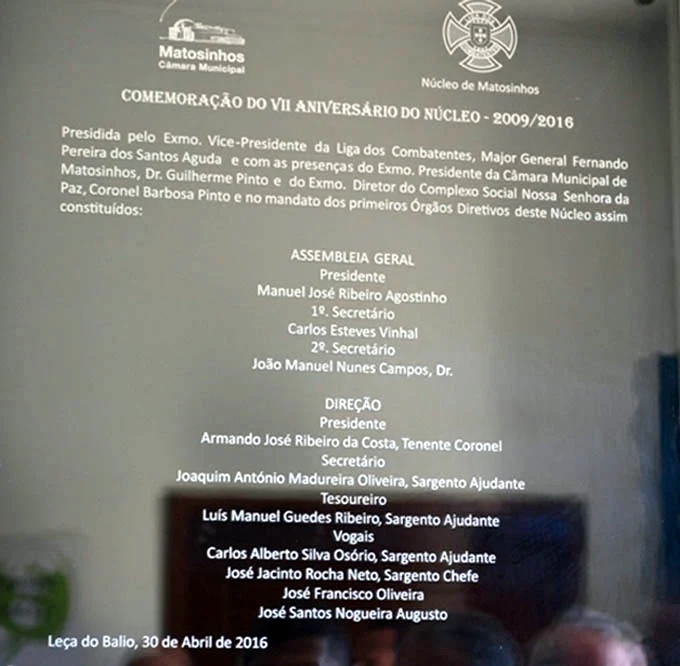 Matosinhos
Câmara Municipal
Núcleo de Matosinhos
COMEMORAÇÃO DO VII ANIVERSÁRIO DO NÚCLEO - 2009/2016
Presidida pelo Exmo. Vice-Presidente da Liga dos Combatentes, Major General Fernando
Pereira dos Santos Aguda e com as presenças do Exmo. Presidente da Câmara Municipal de
Matosinhos, Dr. Guilherme Pinto e do Exmo. Diretor do Complexo Social Nossa Senhora da
Paz, Coronel Barbosa Pinto e no mandato dos primeiros Órgãos Diretivos deste Núcleo assim
constituídos:
ASSEMBLEIA GERAL
Presidente
Manuel José Ribeiro Agostinho
1º. Secretário
Carlos Esteves Vinhal
2º. Secretário
João Manuel Nunes Campos, Dr.
DIREÇÃO
Presidente
Armando José Ribeiro da Costa, Tenente Coronel
Secretário
Joaquim António Madureira Oliveira, Sargento Ajudante
Tesoureiro
Luís Manuel Guedes Ribeiro, Sargento Ajudante
Vogais
Carlos Alberto Silva Osório, Sargento Ajudante
José Jacinto Rocha Neto, Sargento Chefe
José Francisco Oliveira
José Santos Nogueira Augusto
Leça do Balio, 30 de Abril de 2016